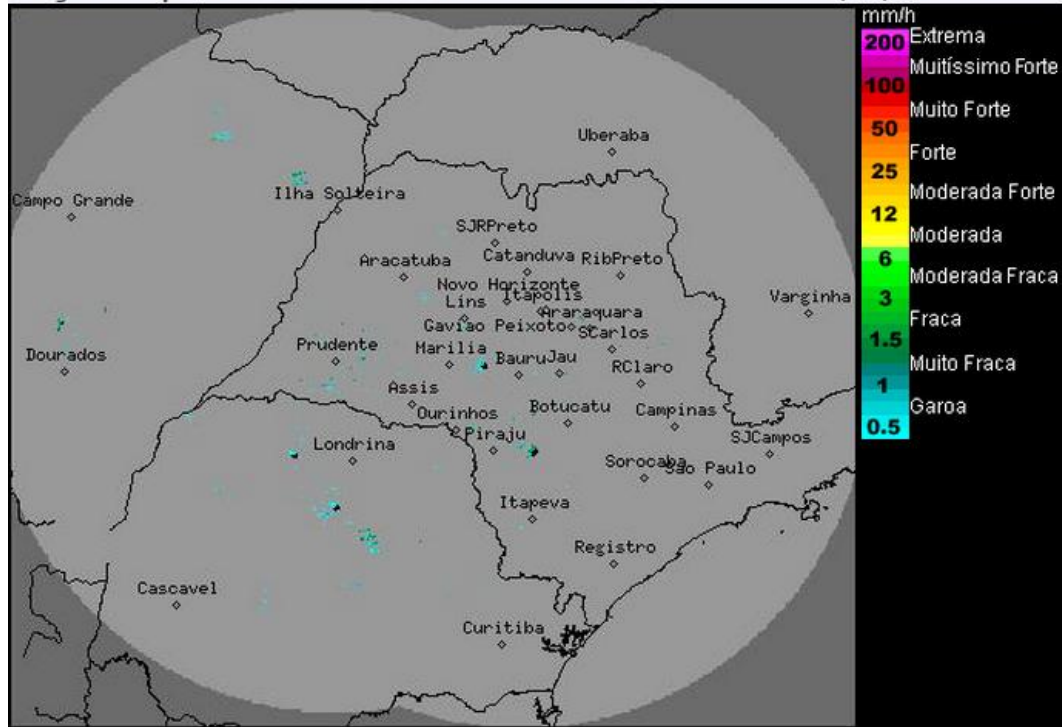 mm/h
200 Extrema
Muitíssimo Forte
100
Muito Forte
50
Forte
25
Moderada Forte
12
Moderada
6
Moderada Fraca
3
Fraca
1.5
Muito Fraca
1
Garoa
0.5
Uberaba
Ilha Solteira
Campo Grande
SJRPreto
Catanduva
RibPreto
Aracatuba
Novo Horizonte
Itapolis
Varginha
Lins
Araraquara
Gaviao Peixoto
SCarlos
Prudente
Marilia
Dourados
Bauru
Jau
RClaro
Assis
Botucatu
Campinas
Ourinhos
Piraju
SJCampos
Londrina
Sorocaba
Sao Paulo
Itapeva
Registro
Cascavel
Curitiba